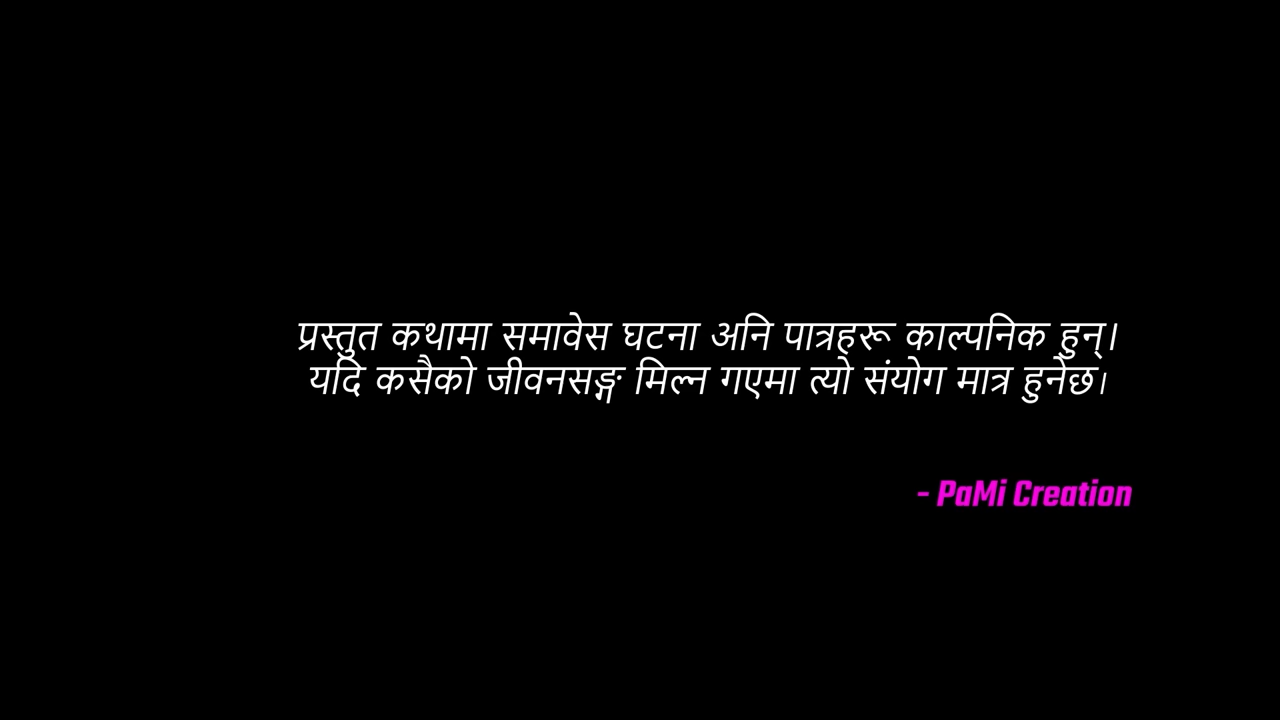 प्रस्तुत कथामा समावेस घटना अनि पात्रहरू काल्पनिक हुन्।
यदि कसैको जीवनसङ्ग मिल्न गएमा त्यो संयोग मात्र हुनेछ।
- PaMi Creation